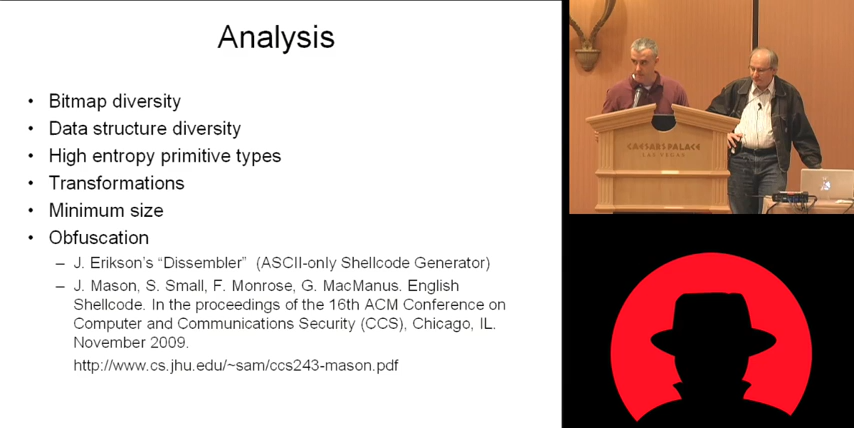 Analysis
• Bitmap diversity
• Data structure diversity
• High entropy primitive types
• Transformations
• Minimum size
• Obfuscation
– J. Erikson's "Dissembler" (ASCII-only Shellcode Generator)
– J. Mason, S. Small, F. Monrose, G. MacManus. English
Shellcode. In the proceedings of the 16th ACM Conference on
Computer and Communications Security (CCS), Chicago, IL.
November 2009.
http://www.cs.jhu.edu/~sam/ccs243-mason.pdf
CAESARS PALACE
LAS VEGAS